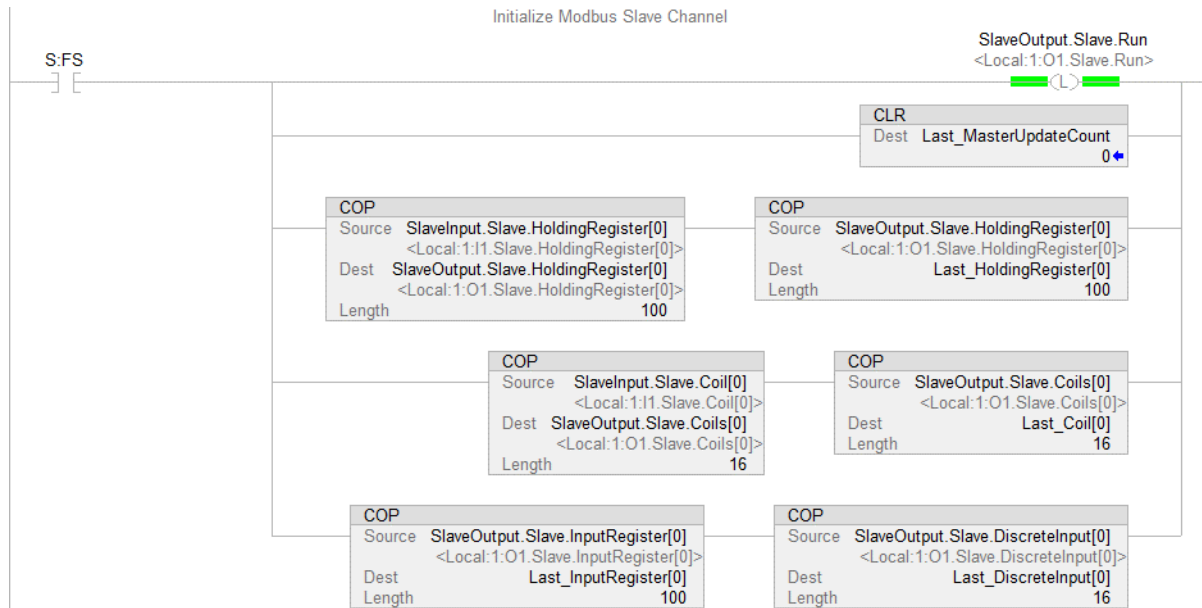 Initialize Modbus Slave Channel
S:FS
SlaveOutput.Slave.Run
<Local:1:O1.Slave.Run>
L
CLR
Dest Last_MasterUpdateCount
0
COP
Source SlaveInput.Slave.HoldingRegister[0]
<Local:1:I1.Slave.HoldingRegister[0]>
Dest SlaveOutput.Slave.HoldingRegister[0]
<Local:1:O1.Slave.HoldingRegister[0]>
Length 100
COP
Source SlaveOutput.Slave.HoldingRegister[0]
<Local:1:O1.Slave.HoldingRegister[0]>
Dest Last_HoldingRegister[0]
Length 100
COP
Source SlaveInput.Slave.Coil[0]
<Local:1:I1.Slave.Coil[0]>
Dest SlaveOutput.Slave.Coils[0]
<Local:1:O1.Slave.Coils[0]>
Length 16
COP
Source SlaveOutput.Slave.Coils[0]
<Local:1:O1.Slave.Coils[0]>
Dest Last_Coil[0]
Length 16
COP
Source SlaveOutput.Slave.InputRegister[0]
<Local:1:O1.Slave.InputRegister[0]>
Dest Last_InputRegister[0]
Length 100
COP
Source SlaveOutput.Slave.DiscreteInput[0]
<Local:1:O1.Slave.DiscreteInput[0]>
Dest Last_DiscreteInput[0]
Length 16